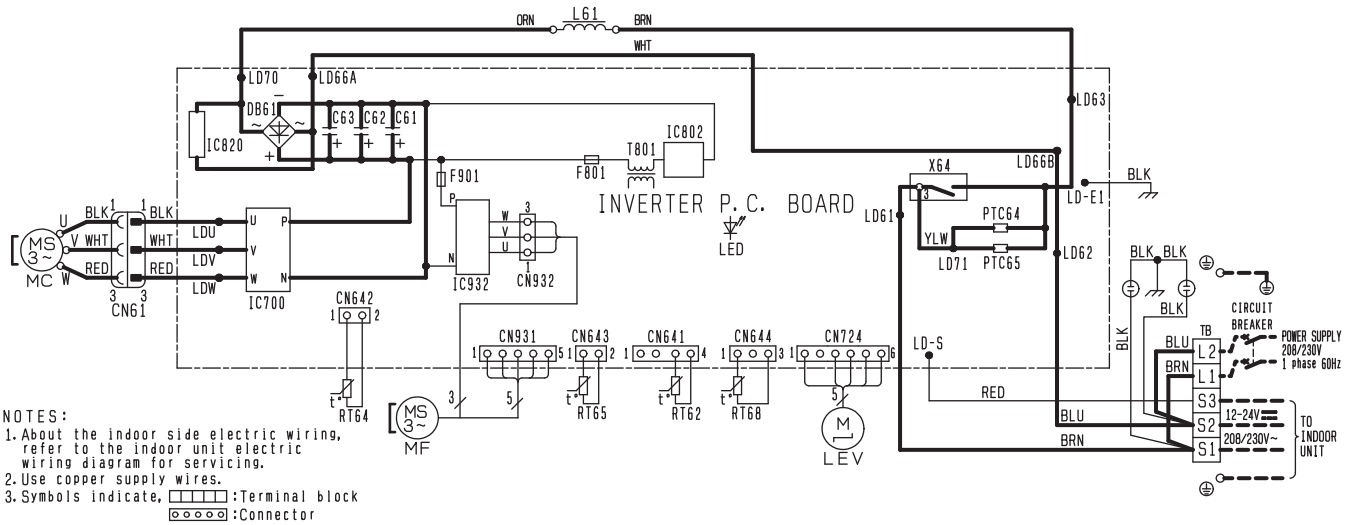 ORN L61 BRN
WHT
LD70 LD66A
DB61 − C63 C62 C61
~ ~ + + +
IC820
+
LD63
T801 IC802
F801
F901
LD66B
X64
3
LD-E1 BLK
INVERTER P. C. BOARD
LED
LD61
PTC64
YLW
LD71 PTC65
LD62
U BLK 1 1 BLK LDU U P
MS 3~ V WHT WHT LDV V
MC W RED RED LDW W N
3 3
CN61
IC700
P W 3
V
N U 1
IC932 CN932
BLK BLK
BLK
BLK
CIRCUIT
BREAKER
TB
POWER SUPPLY
208/230V
1 phase 60Hz
BLU L2
BRN L1
RED S3
BLU S2 12-24V
BRN S1 208/230V~
TO
INDOOR
UNIT
LD-S
CN642
1 2
t°
RT64
CN931
1 5
3 5
MS
3~
MF
CN643
1 2
t°
RT65
CN641
1 4
t°
RT62
CN644
1 3
t°
RT68
CN724
1 6
5
M
LEV
NOTES:
1. About the indoor side electric wiring,
refer to the indoor unit electric
wiring diagram for servicing.
2. Use copper supply wires.
3. Symbols indicate, :Terminal block
:Connector